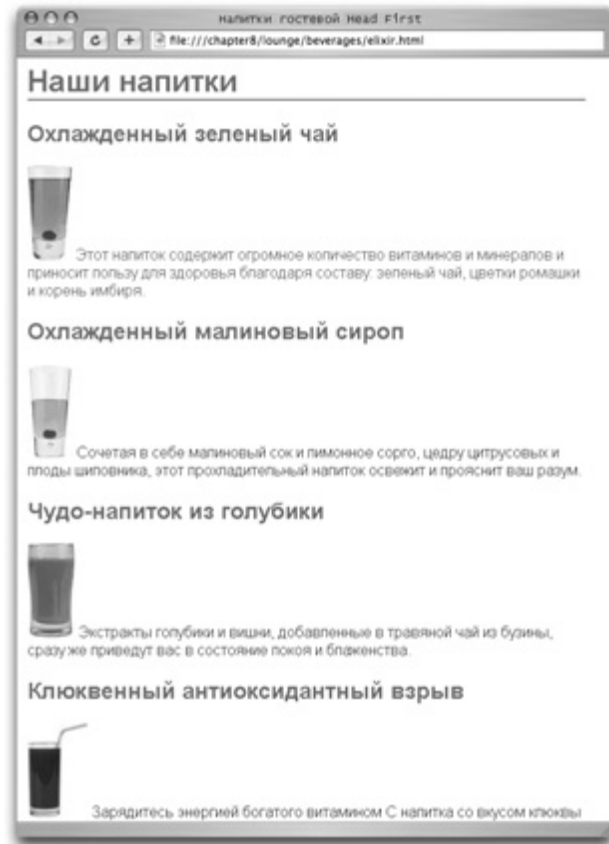 Напитки гостевой Head First
file:///chapter8/lounge/beverages/elixir.html
Наши напитки
Охлажденный зеленый чай
Этот напиток содержит огромное количество витаминов и минералов и
приносит пользу для здоровья благодаря составу: зеленый чай, цветки ромашки
и корень имбиря.
Охлажденный малиновый сироп
Сочетая в себе малиновый сок и лимонное сорго, цедру цитрусовых и
плоды шиповника, этот прохладительный напиток освежит и прояснит ваш разум.
Чудо-напиток из голубики
Экстракты голубики и вишни, добавленные в травяной чай из бузины,
сразу же приведут вас в состояние покоя и блаженства.
Клюквенный антиоксидантный взрыв
Зарядитесь энергией богатого витамином С напитка со вкусом клюквы